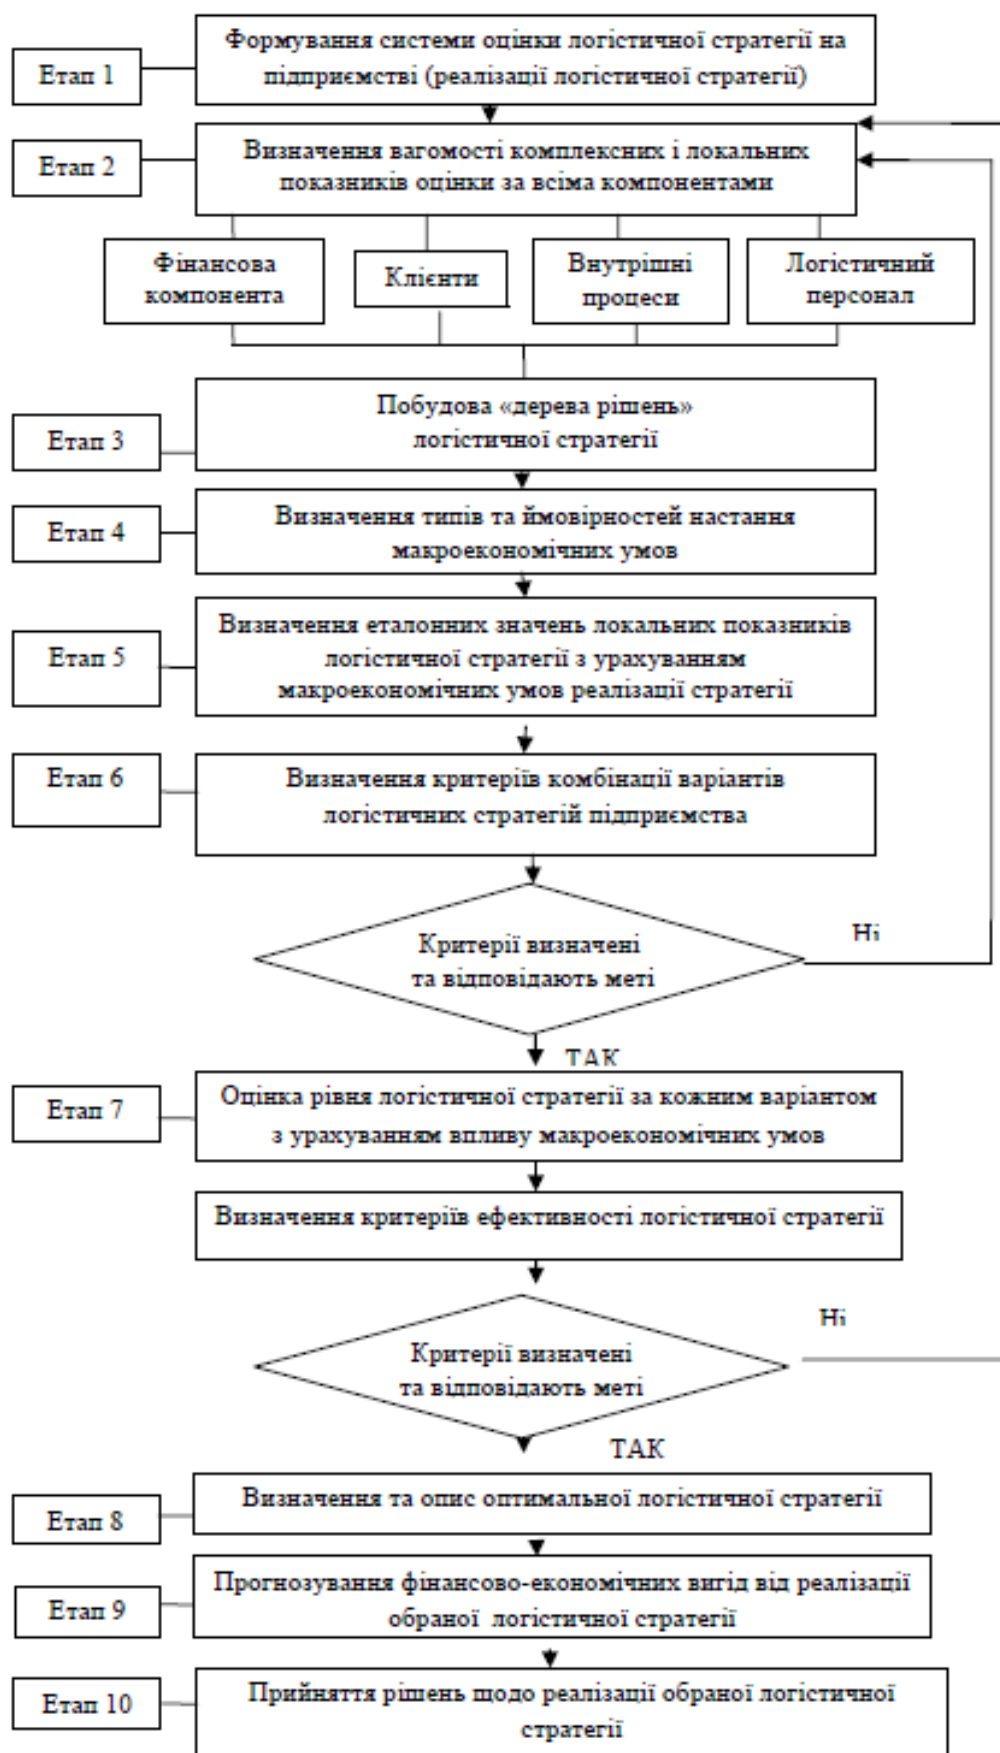 Етап 1
Формування системи оцінки логістичної стратегії на
підприємстві (реалізації логістичної стратегії)
Етап 2
Визначення вагомості комплексних і локальних
показників оцінки за всіма компонентами
Фінансова
компонента
Клієнти
Внутрішні
процеси
Логістичний
персонал
Етап 3
Побудова «дерева рішень»
логістичної стратегії
Етап 4
Визначення типів та ймовірностей настання
макроекономічних умов
Етап 5
Визначення еталонних значень локальних показників
логістичної стратегії з урахуванням
макроекономічних умов реалізації стратегії
Етап 6
Визначення критеріїв комбінації варіантів
логістичних стратегій підприємства
Критерії визначені
та відповідають меті
Ні
ТАК
Етап 7
Оцінка рівня логістичної стратегії за кожним варіантом
з урахуванням впливу макроекономічних умов
Визначення критеріїв ефективності логістичної стратегії
Критерії визначені
та відповідають меті
Ні
ТАК
Етап 8
Визначення та опис оптимальної логістичної стратегії
Етап 9
Прогнозування фінансово-економічних вигід від реалізації
обраної логістичної стратегії
Етап 10
Прийняття рішень щодо реалізації обраної логістичної
стратегії